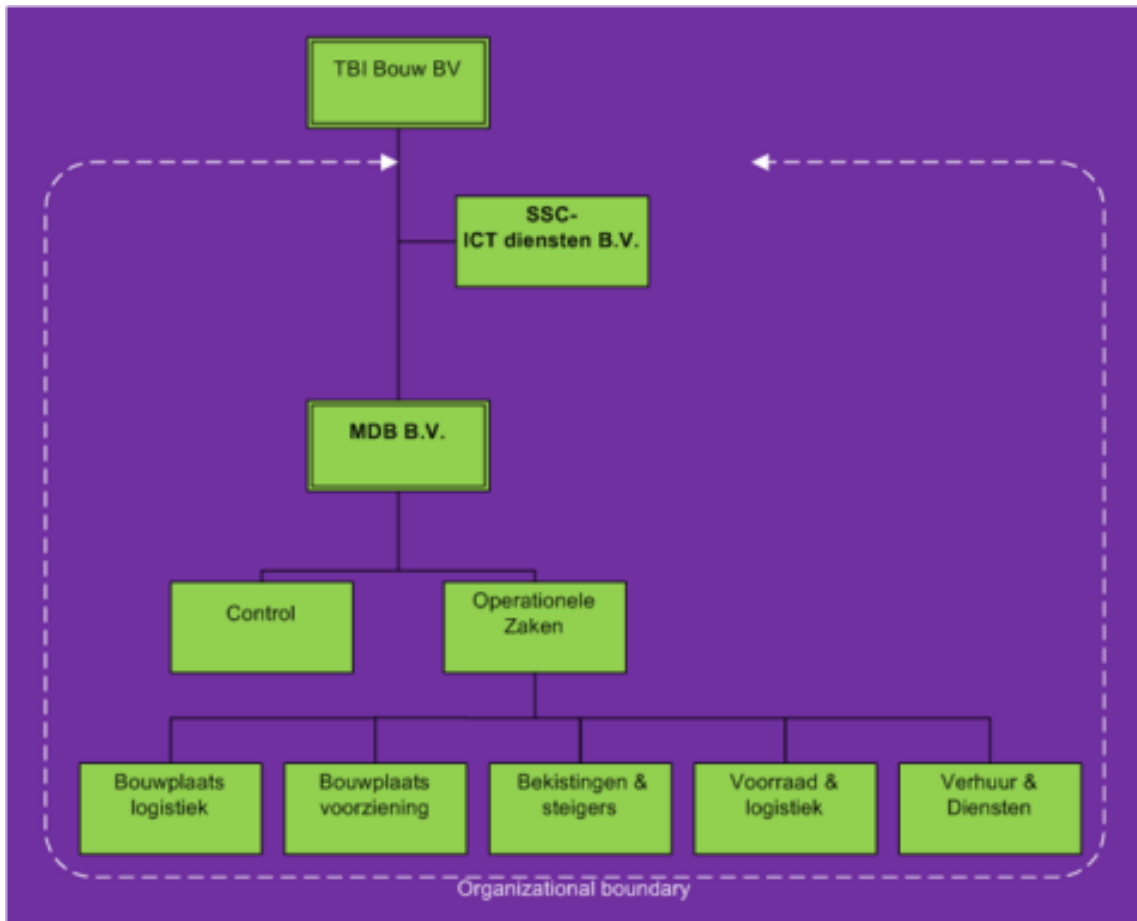 TBI Bouw BV
SSC-
ICT diensten B.V.
MDB B.V.
Control
Operationele
Zaken
Bouwplaats
logistiek
Bouwplaats
voorziening
Bekistingen &
steigers
Voorraad &
logistiek
Verhuur &
Diensten
Organizational boundary